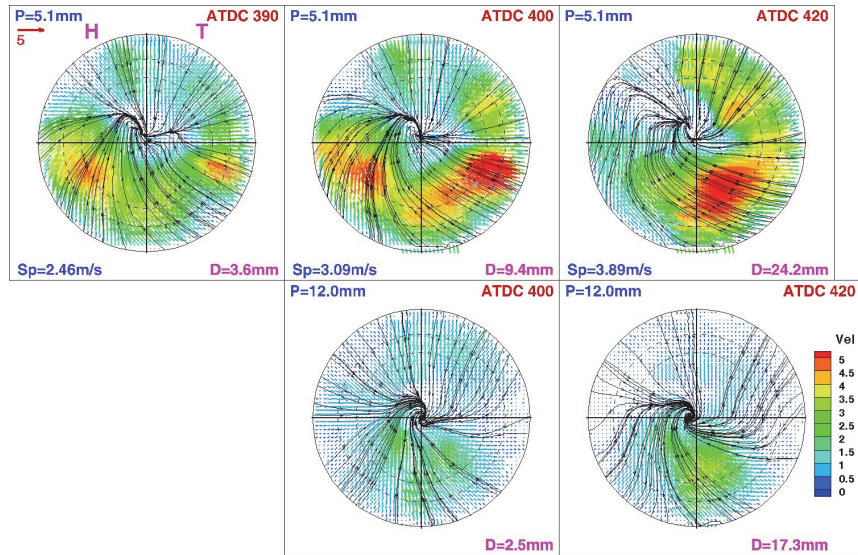 P=5.1mm ATDC 390
5 H T
Sp=2.46m/s D=3.6mm
P=5.1mm ATDC 400
Sp=3.09m/s D=9.4mm
P=5.1mm ATDC 420
Sp=3.89m/s D=24.2mm
P=12.0mm ATDC 400
D=2.5mm
P=12.0mm ATDC 420
D=17.3mm
Vel
5
4.5
4
3.5
3
2.5
2
1.5
1
0.5
0